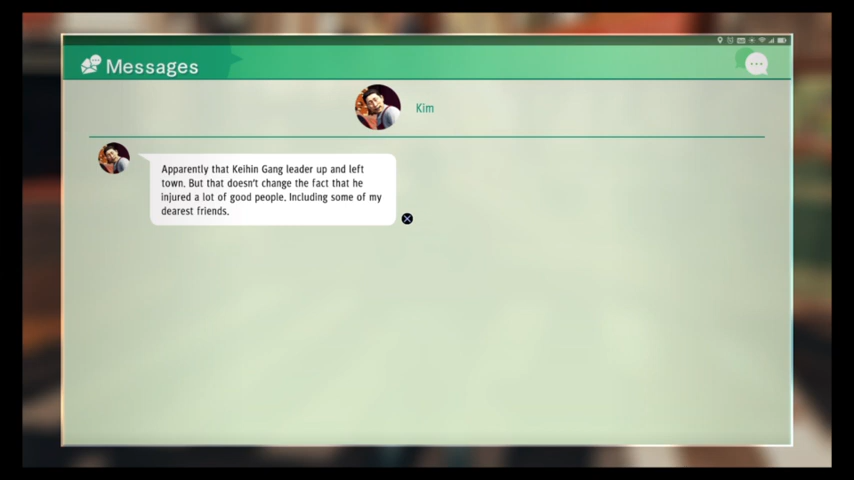 Messages
Kim
Apparently that Keihin Gang leader up and left
town. But that doesn't change the fact that he
injured a lot of good people. Including some of my
dearest friends.